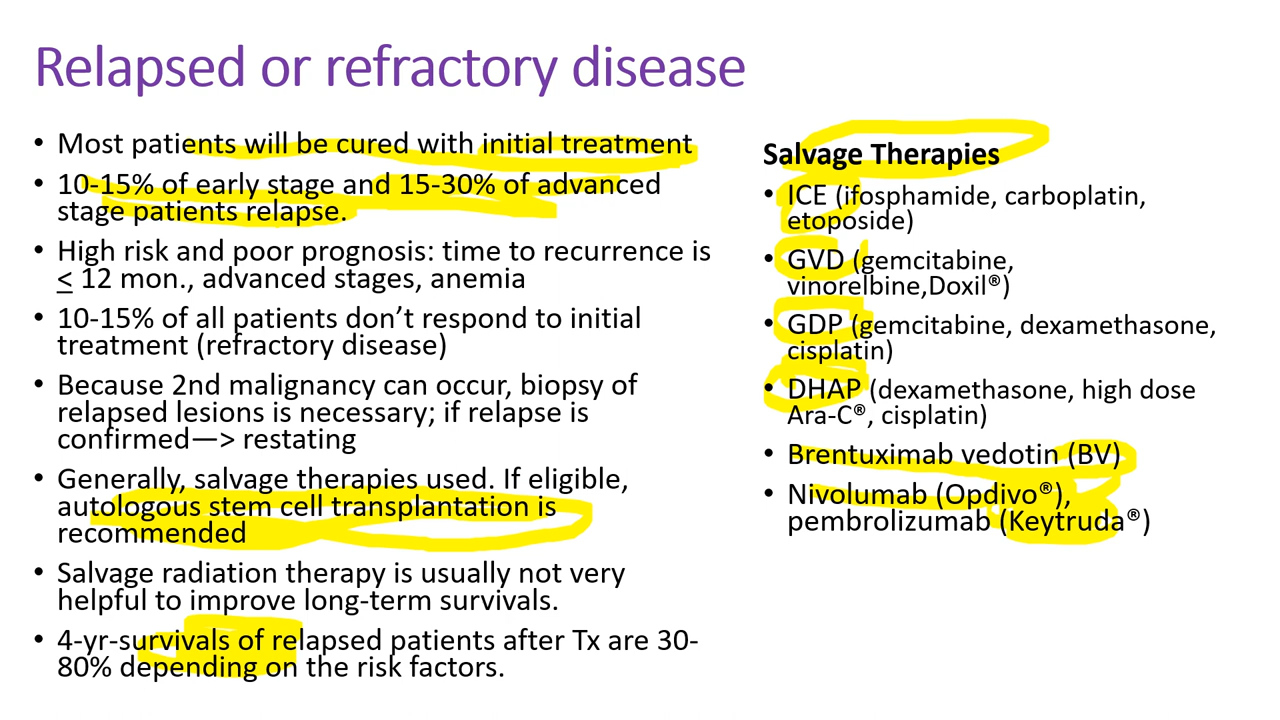 Relapsed or refractory disease
• Most patients will be cured with initial treatment
• 10-15% of early stage and 15-30% of advanced
stage patients relapse.
• High risk and poor prognosis: time to recurrence is
< 12 mon., advanced stages, anemia
• 10-15% of all patients don’t respond to initial
treatment (refractory disease)
• Because 2nd malignancy can occur, biopsy of
relapsed lesions is necessary; if relapse is
confirmed—> restating
• Generally, salvage therapies used. If eligible,
autologous stem cell transplantation is
recommended
• Salvage radiation therapy is usually not very
helpful to improve long-term survivals.
• 4-yr-survivals of relapsed patients after Tx are 30-
80% depending on the risk factors.
Salvage Therapies
• ICE (ifosphamide, carboplatin,
etoposide)
• GVD (gemcitabine,
vinorelbine,Doxil®)
• GDP (gemcitabine, dexamethasone,
cisplatin)
• DHAP (dexamethasone, high dose
Ara-C®, cisplatin)
• Brentuximab vedotin (BV)
• Nivolumab (Opdivo®),
pembrolizumab (Keytruda®)